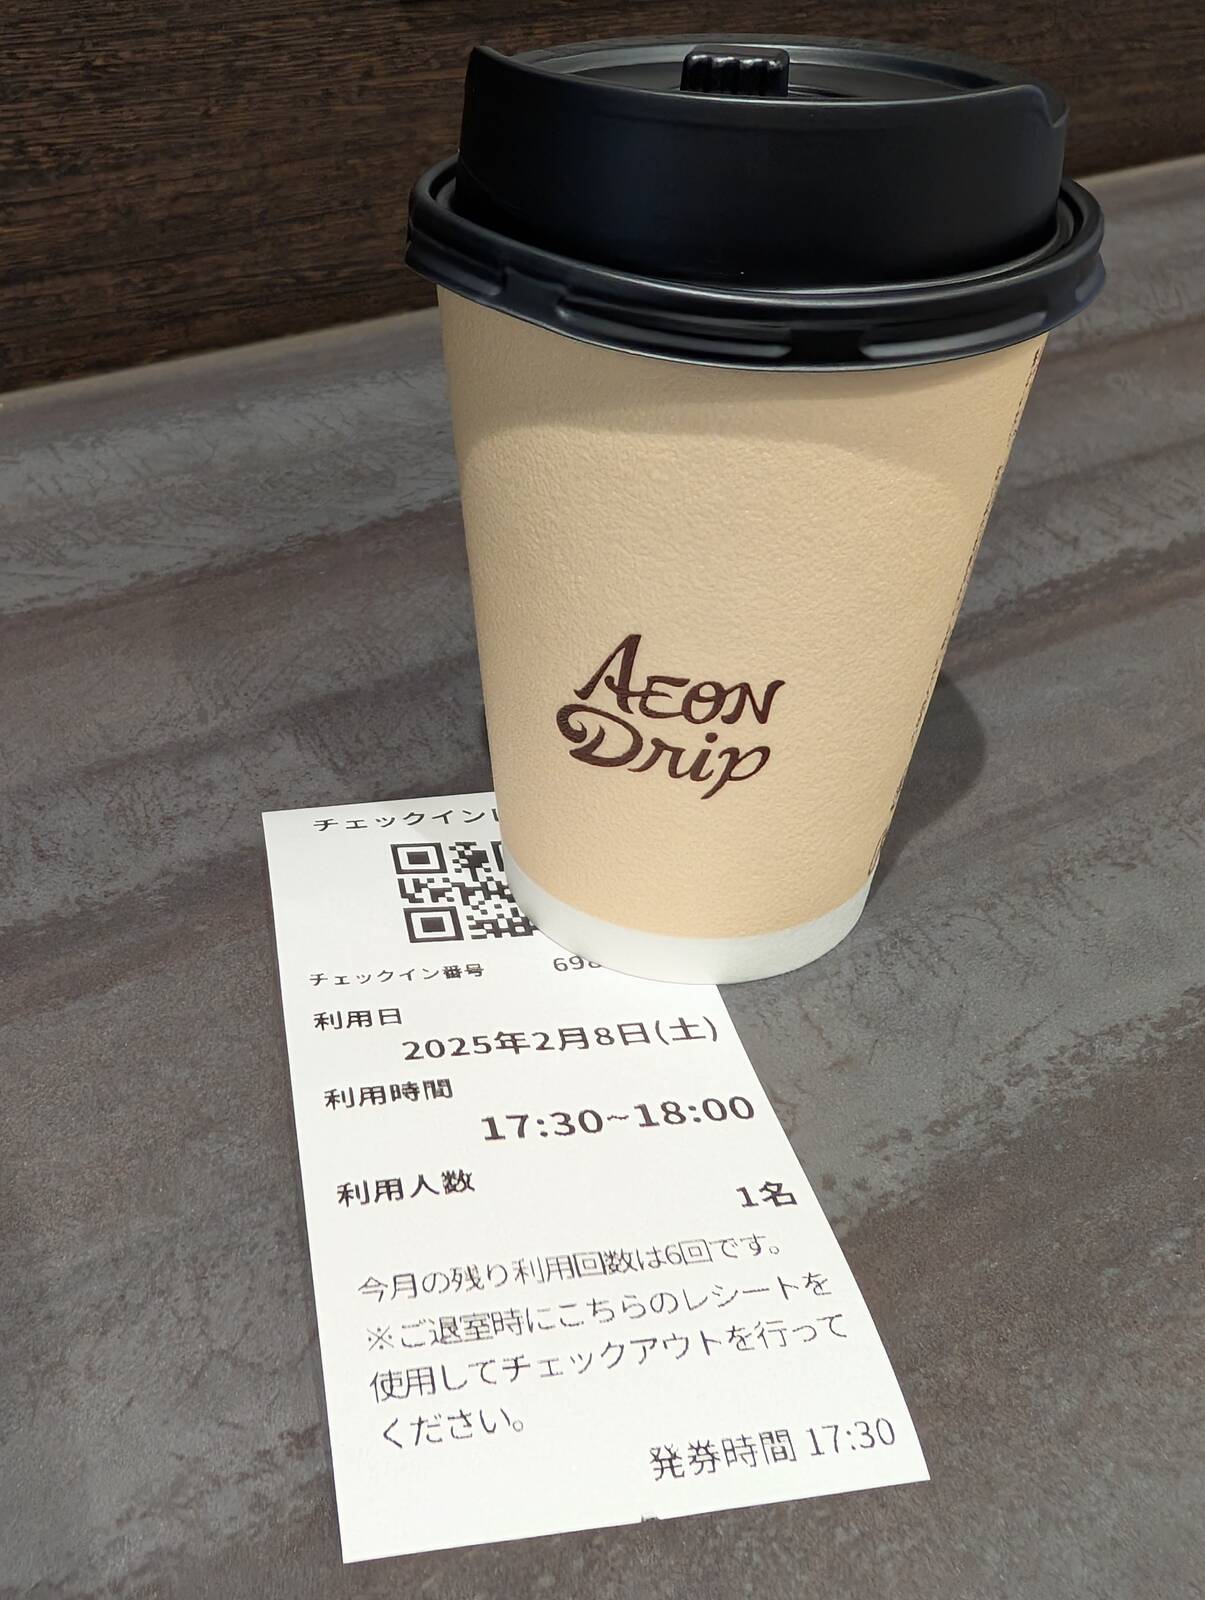 AEON
Drip
チェックイン
チェックイン番号
利用日
2025年2月8日(土)
利用時間
17:30~18:00
利用人数
1名
今月の残り利用回数は6回です。
※ご退室時にこちらのレシートを
使用してチェックアウトを行って
ください。
発券時間 17:30